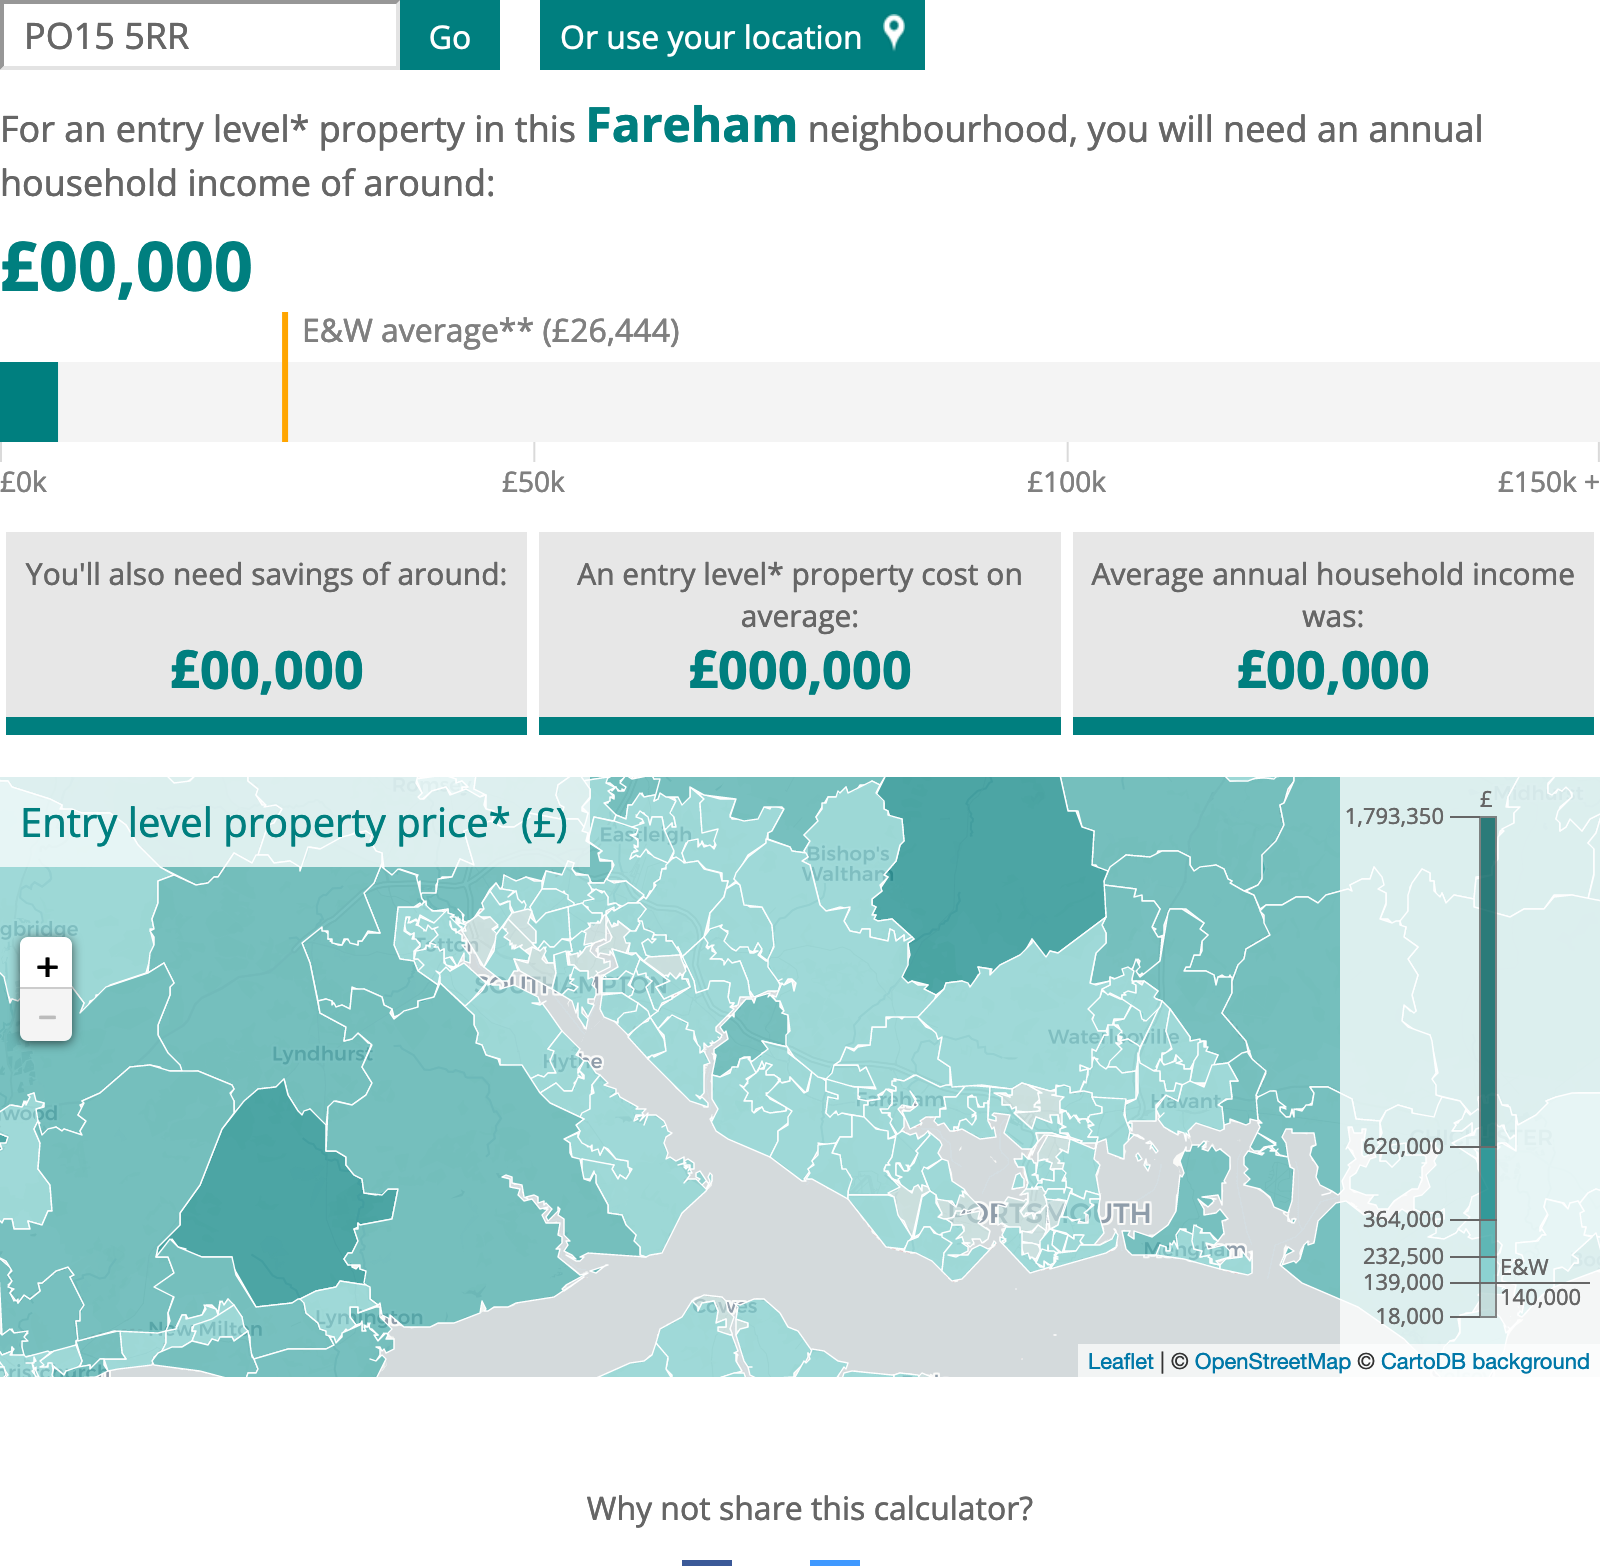 PO15 5RR
Go
Or use your location
For an entry level* property in this Fareham neighbourhood, you will need an annual
household income of around:
£00,000
E&W average** (£26,444)
£0k
£50k
£100k
£150k +
You'll also need savings of around:
£00,000
An entry level* property cost on
average:
£000,000
Average annual household income
was:
£00,000
Entry level property price* (£)
Eastleigh
Bishop's
Waltham
Midhurst
gbridge
Totton
SOUTHAMPTON
Lyndhurst
Hythe
Waterlooville
wood
Fareham
Havant
PORTSMOUTH
Cowes
New Milton
Lymington
£
1,793,350
620,000
364,000
232,500
139,000
18,000
E&W
140,000
+
−
Leaflet | © OpenStreetMap © CartoDB background
Why not share this calculator?